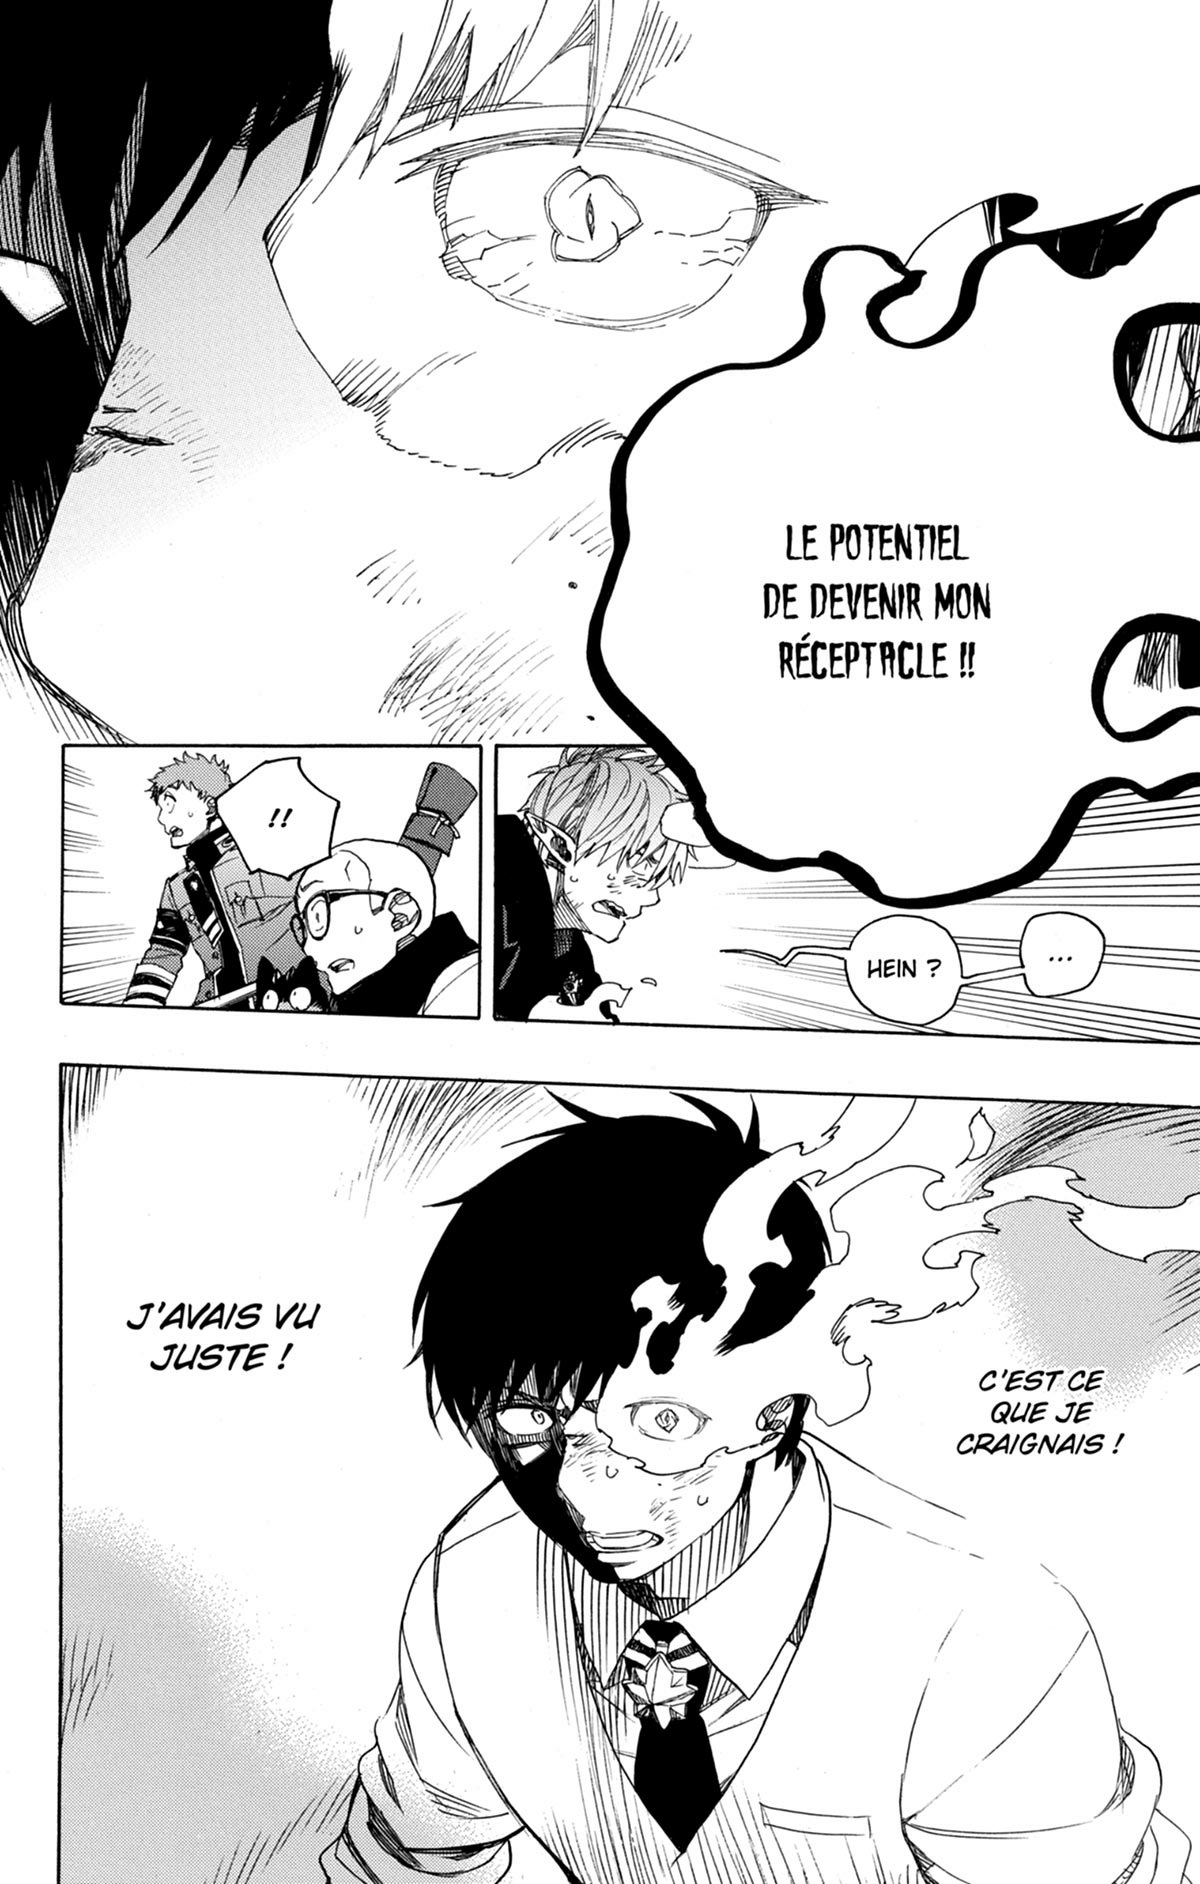 LE POTENTIEL
DE DEVENIR MON
RÉCEPTACLE !!
!!
HEIN ?
...
J'AVAIS VU
JUSTE !
C'EST CE
QUE JE
CRAIGNAIS !